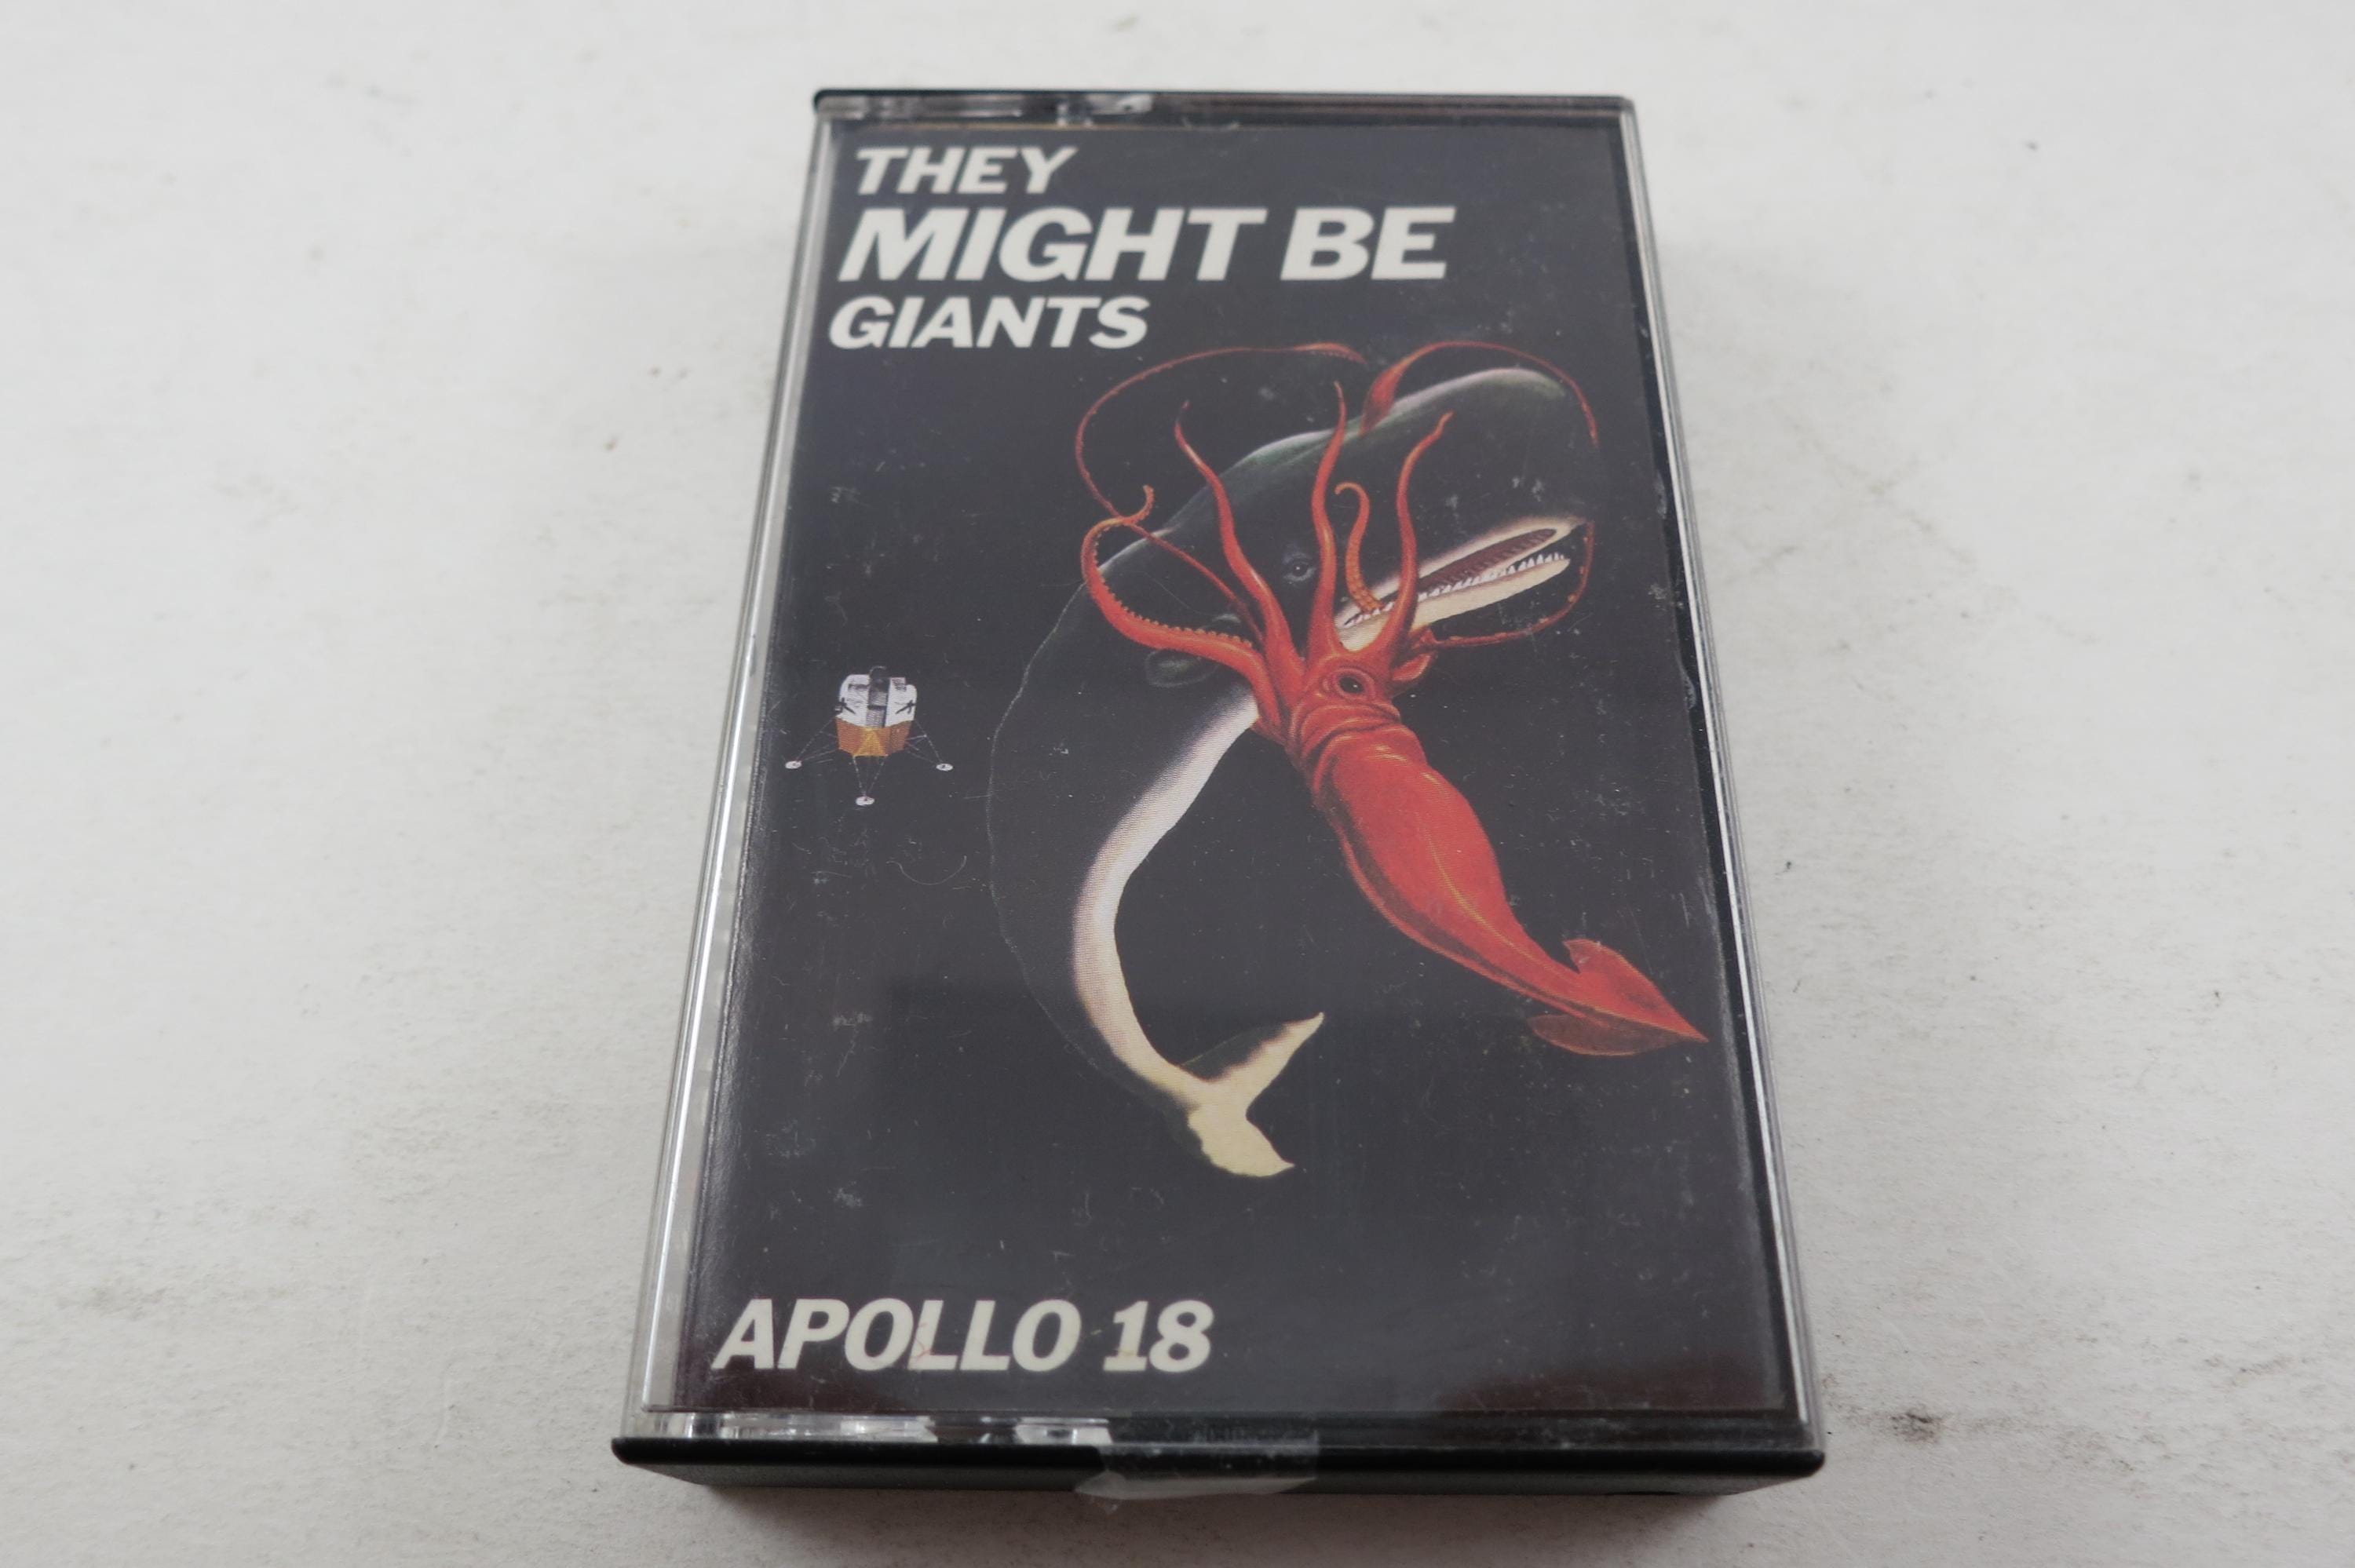 THEY
MIGHT BE
GIANTS
APOLLO 18